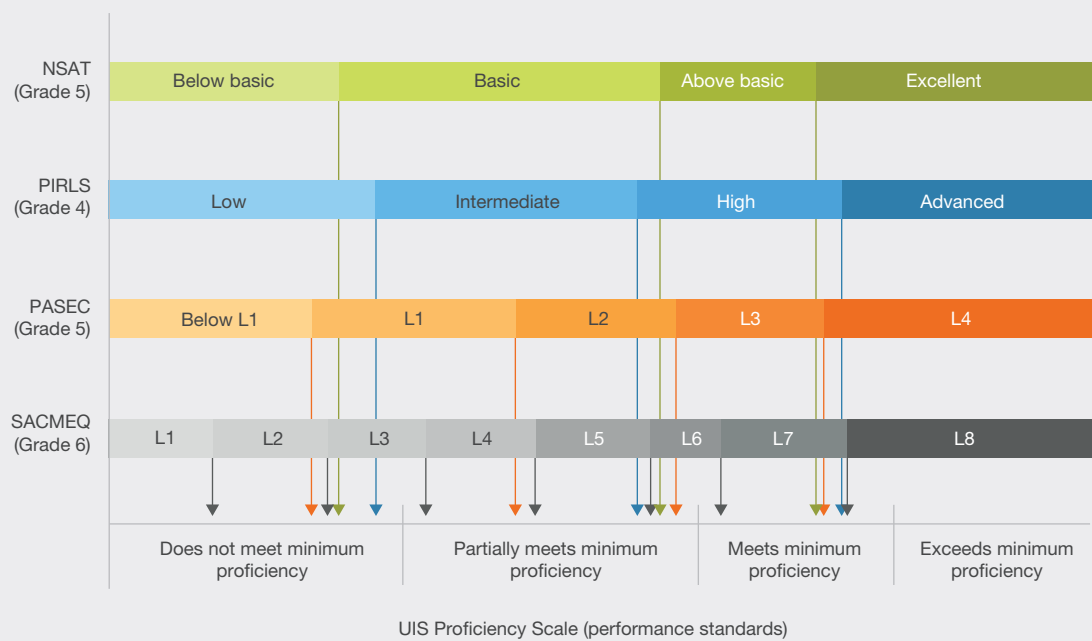 NSAT
(Grade 5)
Below basic
Basic
Above basic
Excellent
PIRLS
(Grade 4)
Low
Intermediate
High
Advanced
PASEC
(Grade 5)
Below L1
L1
L2
L3
L4
SACMEQ
(Grade 6)
L1
L2
L3
L4
L5
L6
L7
L8
Does not meet minimum
proficiency
Partially meets minimum
proficiency
Meets minimum
proficiency
Exceeds minimum
proficiency
UIS Proficiency Scale (performance standards)